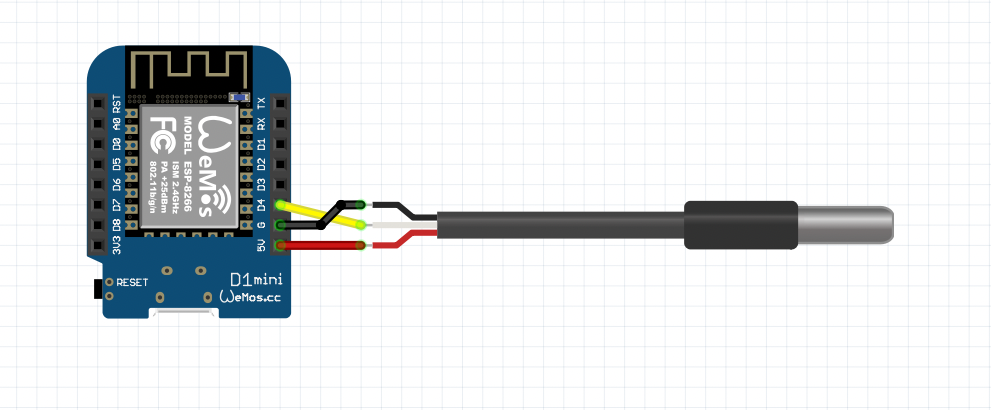 RST
A0
D0
D5
D6
D7
D8
3V3
TX
RX
D1
D2
D3
D4
G
5V
WeMos
MODEL ESP-8266
FC
ISM 2.4GHz
PA +25dBm
802.11b/g/n
RESET
D1mini
WeMos.cc